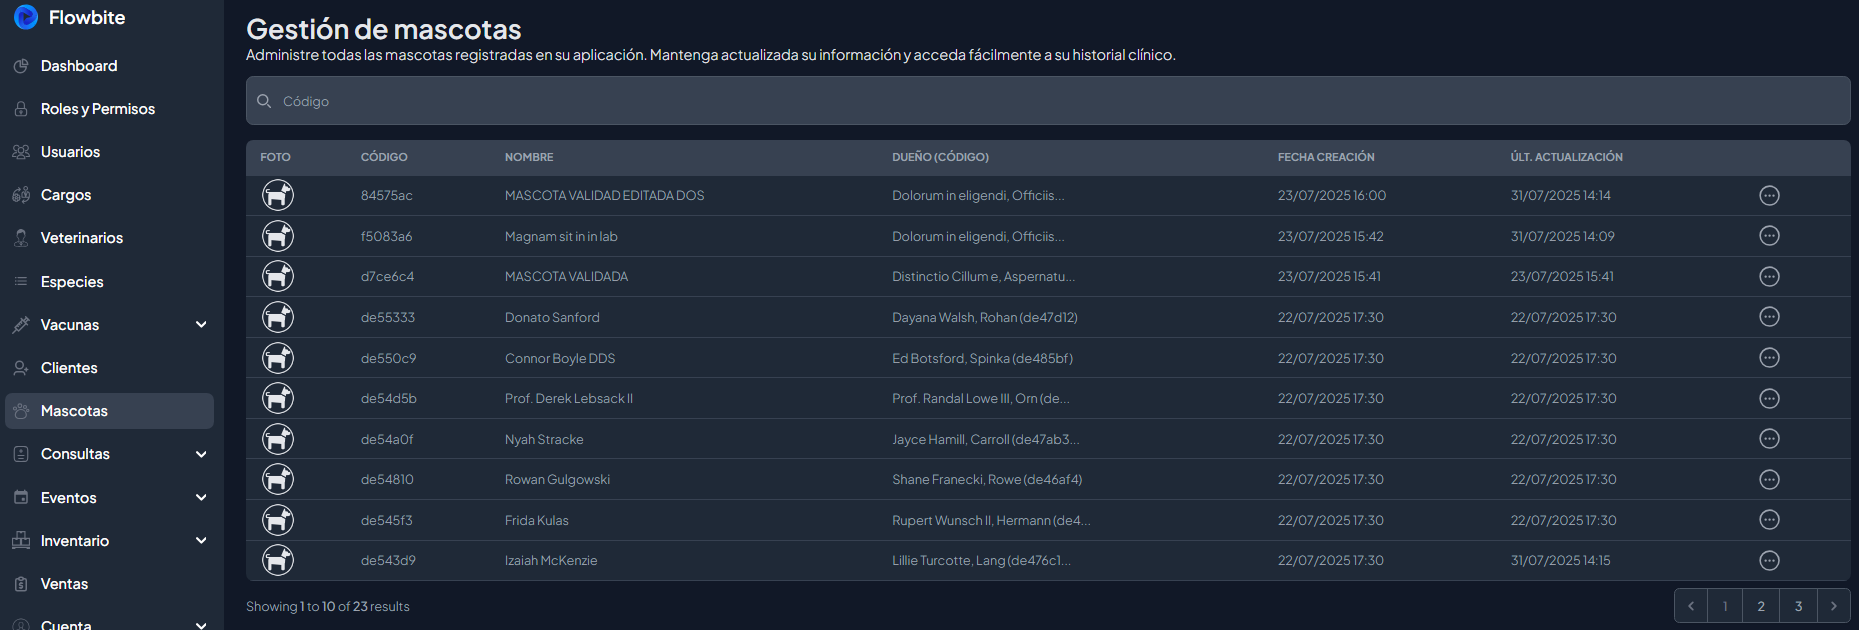 Flowbite
Dashboard
Roles y Permisos
Usuarios
Cargos
Veterinarios
Especies
Vacunas
Clientes
Mascotas
Consultas
Eventos
Inventario
Ventas
Cuenta
Gestión de mascotas
Administre todas las mascotas registradas en su aplicación. Mantenga actualizada su información y acceda fácilmente a su historial clínico.
Código
FOTO CÓDIGO NOMBRE DUEÑO (CÓDIGO) FECHA CREACIÓN ÚLT. ACTUALIZACIÓN
84575ac MASCOTA VALIDAD EDITADA DOS Dolorum in eligendi, Officiis... 23/07/2025 16:00 31/07/2025 14:14
f5083a6 Magnam sit in in lab Dolorum in eligendi, Officiis... 23/07/2025 15:42 31/07/2025 14:09
d7ce6c4 MASCOTA VALIDADA Distinctio Cillum e, Aspernatu... 23/07/2025 15:41 23/07/2025 15:41
de55333 Donato Sanford Dayana Walsh, Rohan (de47d12) 22/07/2025 17:30 22/07/2025 17:30
de550c9 Connor Boyle DDS Ed Botsford, Spinka (de485bf) 22/07/2025 17:30 22/07/2025 17:30
de54d5b Prof. Derek Lebsack II Prof. Randal Lowe III, Orn (de... 22/07/2025 17:30 22/07/2025 17:30
de54a0f Nyah Stracke Jayce Hamill, Carroll (de47ab3... 22/07/2025 17:30 22/07/2025 17:30
de54810 Rowan Gulgowski Shane Franecki, Rowe (de46af4) 22/07/2025 17:30 22/07/2025 17:30
de545f3 Frida Kulas Rupert Wunsch II, Hermann (de4... 22/07/2025 17:30 22/07/2025 17:30
de543d9 Izaiah McKenzie Lillie Turcotte, Lang (de476c1... 22/07/2025 17:30 31/07/2025 14:15
Showing 1 to 10 of 23 results
1 2 3